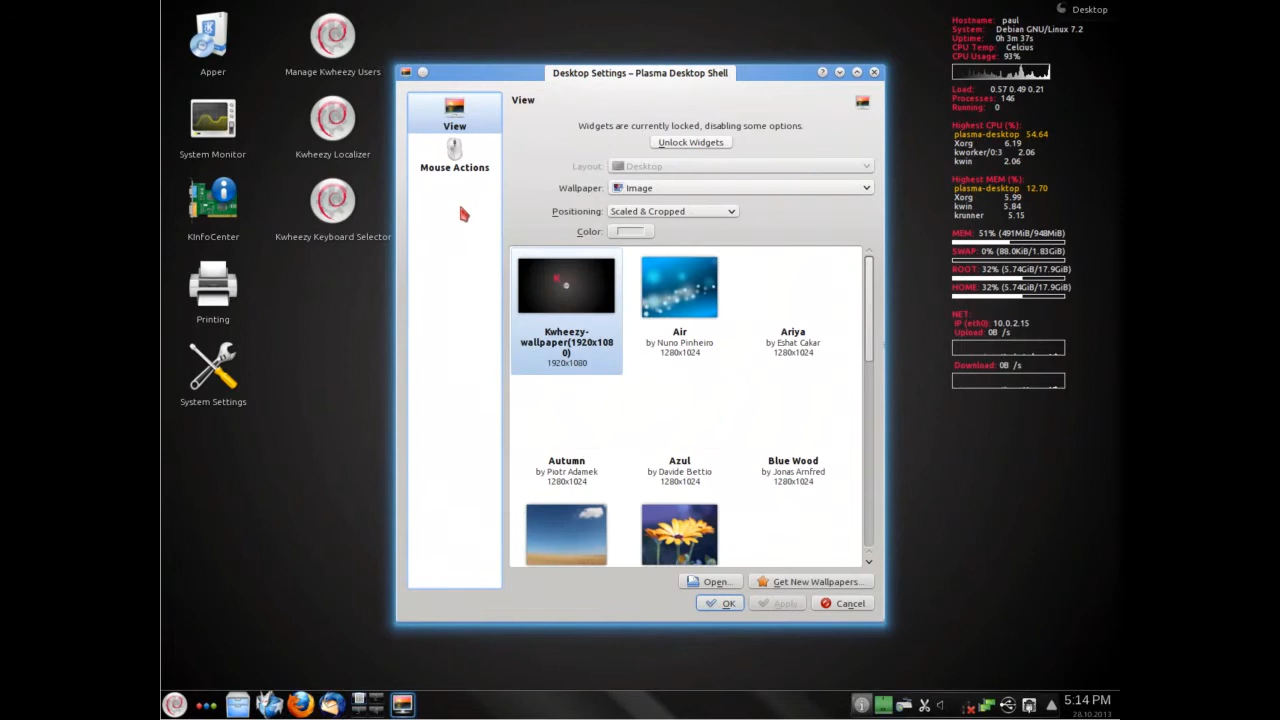 Desktop
Apper
Manage Kwheezy Users
System Monitor
Kwheezy Localizer
KInfoCenter
Kwheezy Keyboard Selector
Printing
System Settings
Desktop Settings – Plasma Desktop Shell
View
Mouse Actions
View
Widgets are currently locked, disabling some options.
Unlock Widgets
Layout: Desktop
Wallpaper: Image
Positioning: Scaled & Cropped
Color:
Kwheezy-
wallpaper(1920x108
0)
1920x1080
Air
by Nuno Pinheiro
1280x1024
Ariya
by Eshat Cakar
1280x1024
Autumn
by Piotr Adamek
1280x1024
Azul
by Davide Bettio
1280x1024
Blue Wood
by Jonas Arnfred
1280x1024
Open...
Get New Wallpapers...
OK
Apply
Cancel
Hostname: paul
System: Debian GNU/Linux 7.2
Uptime: 0h 3m 37s
CPU Temp: Celcius
CPU Usage: 93%
Load: 0.57 0.49 0.21
Processes: 146
Running: 0
Highest CPU (%):
plasma-desktop 54.64
Xorg 6.19
kworker/0:3 2.06
kwin 2.06
Highest MEM (%):
plasma-desktop 12.70
Xorg 5.99
kwin 5.84
krunner 5.15
MEM: 51% (491MiB/948MiB)
SWAP: 0% (88.0KiB/1.83GiB)
ROOT: 32% (5.74GiB/17.9GiB)
HOME: 32% (5.74GiB/17.9GiB)
NET:
IP (eth0): 10.0.2.15
Upload: 0B /s
Download: 0B /s
5:14 PM
28.10.2013